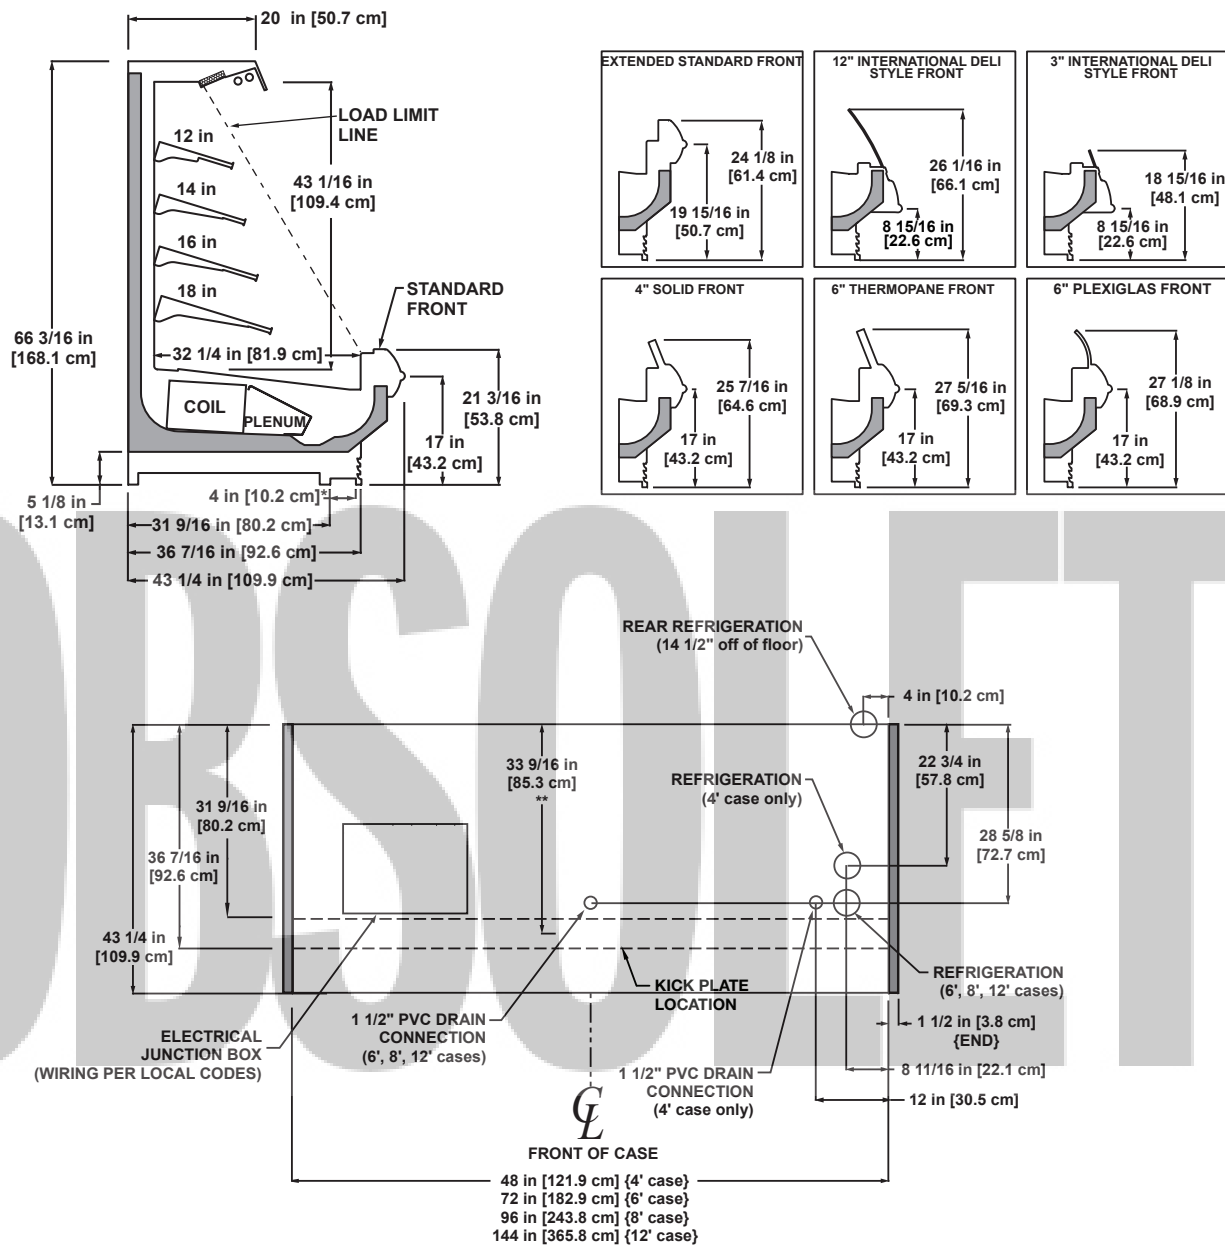 20 in [50.7 cm]
LOAD LIMIT
LINE
12 in
14 in
16 in
18 in
43 1/16 in
[109.4 cm]
STANDARD
FRONT
66 3/16 in
[168.1 cm]
32 1/4 in [81.9 cm]
COIL
PLENUM
21 3/16 in
[53.8 cm]
17 in
[43.2 cm]
5 1/8 in
[13.1 cm]
4 in [10.2 cm]*
31 9/16 in [80.2 cm]
36 7/16 in [92.6 cm]
43 1/4 in [109.9 cm]
EXTENDED STANDARD FRONT
24 1/8 in
[61.4 cm]
19 15/16 in
[50.7 cm]
12" INTERNATIONAL DELI
STYLE FRONT
26 1/16 in
[66.1 cm]
8 15/16 in
[22.6 cm]
3" INTERNATIONAL DELI
STYLE FRONT
18 15/16 in
[48.1 cm]
8 15/16 in
[22.6 cm]
4" SOLID FRONT
25 7/16 in
[64.6 cm]
17 in
[43.2 cm]
6" THERMOPANE FRONT
27 5/16 in
[69.3 cm]
17 in
[43.2 cm]
6" PLEXIGLAS FRONT
27 1/8 in
[68.9 cm]
17 in
[43.2 cm]
OBSOLET
REAR REFRIGERATION
(14 1/2" off of floor)
4 in [10.2 cm]
33 9/16 in
[85.3 cm]
**
REFRIGERATION
(4' case only)
22 3/4 in
[57.8 cm]
31 9/16 in
[80.2 cm]
28 5/8 in
[72.7 cm]
36 7/16 in
[92.6 cm]
43 1/4 in
[109.9 cm]
KICK PLATE
LOCATION
REFRIGERATION
(6', 8', 12' cases)
ELECTRICAL
JUNCTION BOX
(WIRING PER LOCAL CODES)
1 1/2" PVC DRAIN
CONNECTION
(6', 8', 12' cases)
1 1/2" PVC DRAIN
CONNECTION
(4' case only)
1 1/2 in [3.8 cm]
{END}
8 11/16 in [22.1 cm]
12 in [30.5 cm]
CL
FRONT OF CASE
48 in [121.9 cm] {4' case}
72 in [182.9 cm] {6' case}
96 in [243.8 cm] {8' case}
144 in [365.8 cm] {12' case}